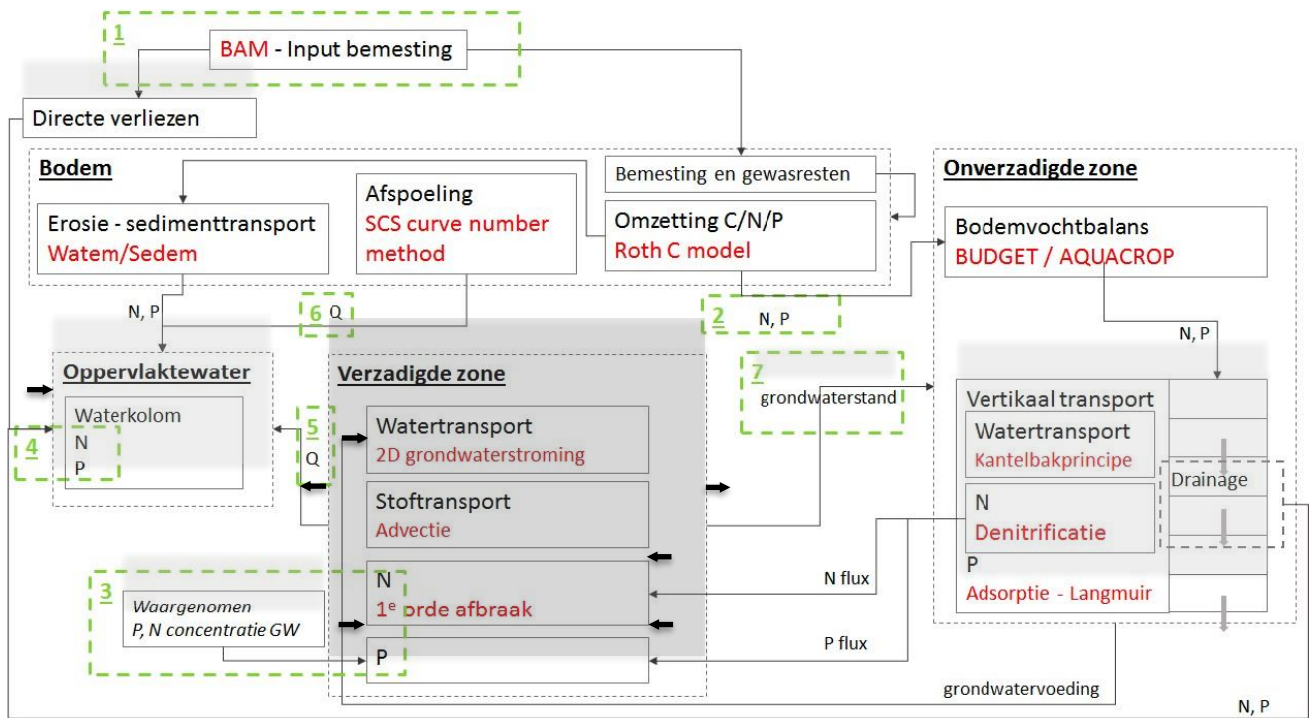 1
BAM - Input bemesting
Directe verliezen
Bodem
Erosie - sedimenttransport
Watem/Sedem
Afspoeling
SCS curve number
method
Bemesting en gewasresten
Omzetting C/N/P
Roth C model
Onverzadigde zone
Bodemvochtbalans
BUDGET / AQUACROP
N, P
6 Q
2
N, P
N, P
Oppervlaktewater
Waterkolom
N
P
4
5
Q
Verzadigde zone
Watertransport
2D grondwaterstroming
Stoftransport
Advectie
N
1e orde afbraak
P
3
Waargenomen
P, N concentratie GW
7
grondwaterstand
Vertikaal transport
Watertransport
Kantelbakprincipe
N
Denitrificatie
P
Adsorptie - Langmuir
Drainage
N flux
P flux
grondwatervoeding
N, P